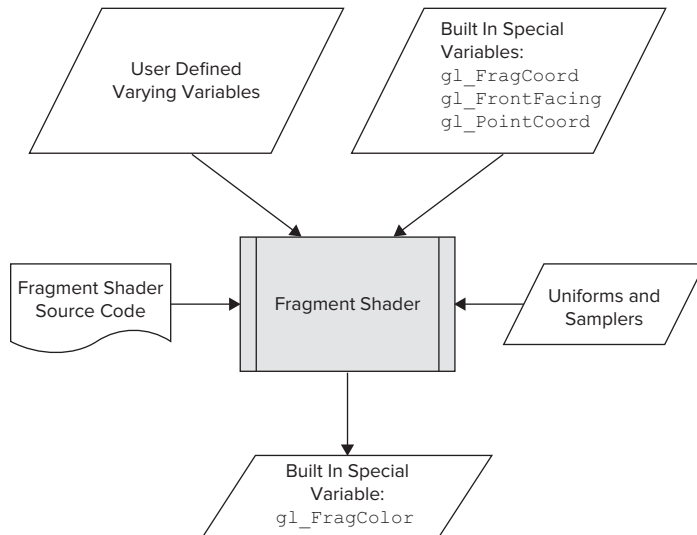 User Defined
Varying Variables
Built In Special
Variables:
gl_FragCoord
gl_FrontFacing
gl_PointCoord
Fragment Shader
Source Code
Fragment Shader
Uniforms and
Samplers
Built In Special
Variable:
gl_FragColor